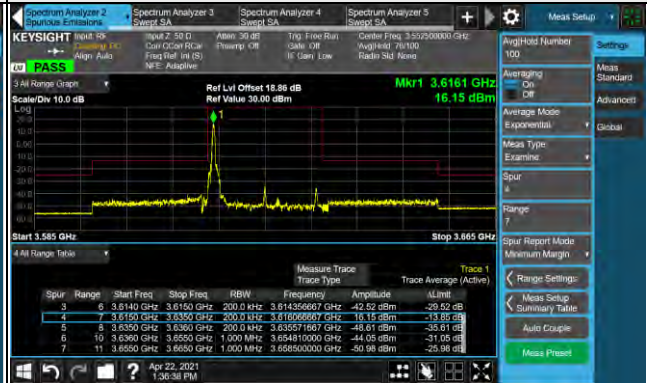 Spectrum Analyzer 2
Spurious Emissions
Spectrum Analyzer 3
Swept SA
Spectrum Analyzer 4
Swept SA
Spectrum Analyzer 5
Swept SA
+
Meas Setup
KEYSIGHT
Input: RF
Coupling: DC
Align: Auto
Input Z: 50 Ω
Corr CCorr RCal
Freq Ref: Int (S)
NFE: Adaptive
Atten: 30 dB
Preamp: Off
Trig: Free Run
Gate: Off
IF Gain: Low
Center Freq: 3.552500000 GHz
Avg|Hold: 76/100
Radio Std: None
PASS
3 All Range Graph
Scale/Div 10.0 dB
Ref Lvl Offset 18.86 dB
Ref Value 30.00 dBm
Mkr1 3.6161 GHz
16.15 dBm
Log
1
Start 3.585 GHz
Stop 3.665 GHz
4 All Range Table
Measure Trace
Trace Type
Trace 1
Trace Average (Active)
Spur Range Start Freq Stop Freq RBW Frequency Amplitude ΔLimit
3 6 3.6140 GHz 3.6150 GHz 200.0 kHz 3.614356667 GHz -42.52 dBm -29.52 dB
4 7 3.6150 GHz 3.6350 GHz 200.0 kHz 3.616066667 GHz 16.15 dBm -13.85 dB
5 8 3.6350 GHz 3.6360 GHz 200.0 kHz 3.635571667 GHz -48.61 dBm -35.61 dB
6 10 3.6360 GHz 3.6550 GHz 1.000 MHz 3.654810000 GHz -44.05 dBm -31.05 dB
7 11 3.6550 GHz 3.6650 GHz 1.000 MHz 3.658500000 GHz -50.98 dBm -25.98 dB
Avg|Hold Number
100
Averaging
On
Off
Average Mode
Exponential
Meas Type
Examine
Spur
4
Range
7
Spur Report Mode
Minimum Margin
Range Settings
Meas Setup
Summary Table
Auto Couple
Meas Preset
Settings
Meas
Standard
Advanced
Global
?
Apr 22, 2021
1:36:38 PM